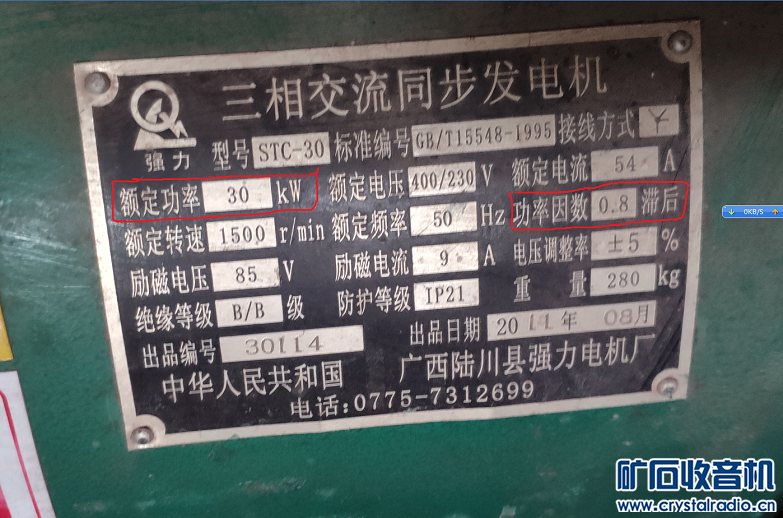 三相交流同步发电机
强力
型号 STC-30 标准编号 GB/T15548-1995 接线方式 Y
额定功率 30 kW 额定电压 400/230 V 额定电流 54 A
额定转速 1500 r/min 额定频率 50 Hz 功率因数 0.8 滞后
励磁电压 85 V 励磁电流 9 A 电压调整率 ±5 %
绝缘等级 B/B 级 防护等级 IP21 重量 280 kg
出品编号 30114 出品日期 2011年 08月
中华人民共和国 广西陆川县强力电机厂
电话:0775-7312699
↓ 0KB/S ↑
矿石收音机
www.crystalradio.cn